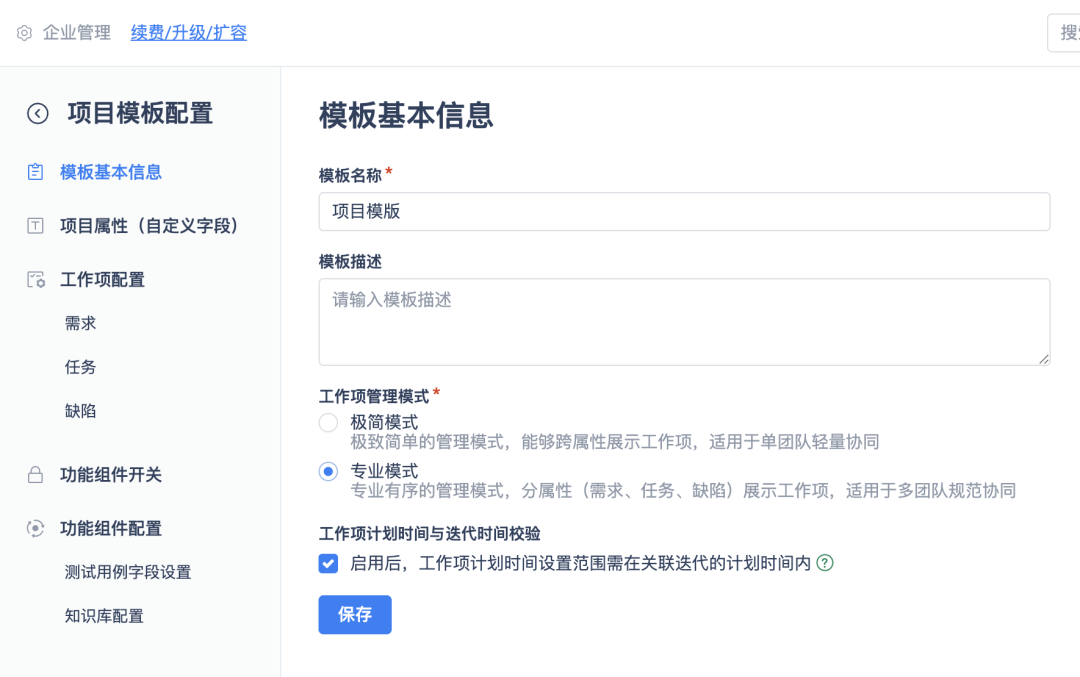 企业管理 续费/升级/扩容
项目模板配置
模板基本信息
项目属性（自定义字段）
工作项配置
需求
任务
缺陷
功能组件开关
功能组件配置
测试用例字段设置
知识库配置
模板基本信息
模板名称*
项目模版
模板描述
请输入模板描述
工作项管理模式*
极简模式
极致简单的管理模式，能够跨属性展示工作项，适用于单团队轻量协同
专业模式
专业有序的管理模式，分属性（需求、任务、缺陷）展示工作项，适用于多团队规范协同
工作项计划时间与迭代时间校验
启用后，工作项计划时间设置范围需在关联迭代的计划时间内 ?
保存